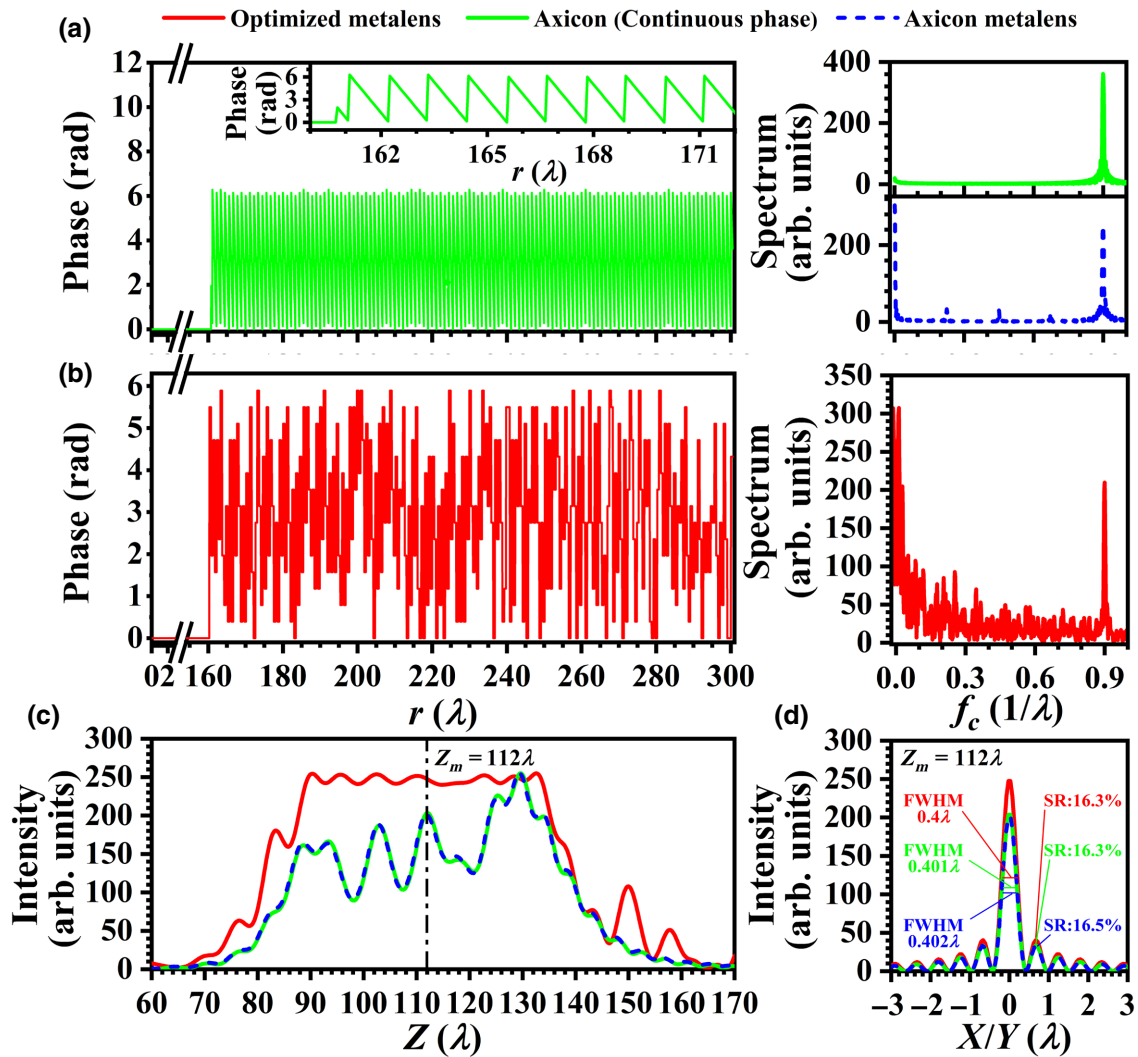 Optimized metalens Axicon (Continuous phase) Axicon metalens
(a)
12
10
8
6
4
2
0
Phase (rad)
6
3
0
Phase
(rad)
162 165 168 171
r (λ)
400
200
0
200
0
Spectrum
(arb. units)
(b)
6
5
4
3
2
1
0
Phase (rad)
02 160 180 200 220 240 260 280 300
r (λ)
350
300
250
200
150
100
50
0
Spectrum
(arb. units)
0.0 0.3 0.6 0.9
f_c (1/λ)
(c)
300
250
200
150
100
50
0
Intensity
(arb. units)
Z_m = 112λ
60 70 80 90 100 110 120 130 140 150 160 170
Z (λ)
(d)
300
250
200
150
100
50
0
Intensity
(arb. units)
Z_m = 112λ
FWHM
0.4λ
SR:16.3%
FWHM
0.401λ
SR:16.3%
FWHM
0.402λ
SR:16.5%
−3 −2 −1 0 1 2 3
X/Y (λ)